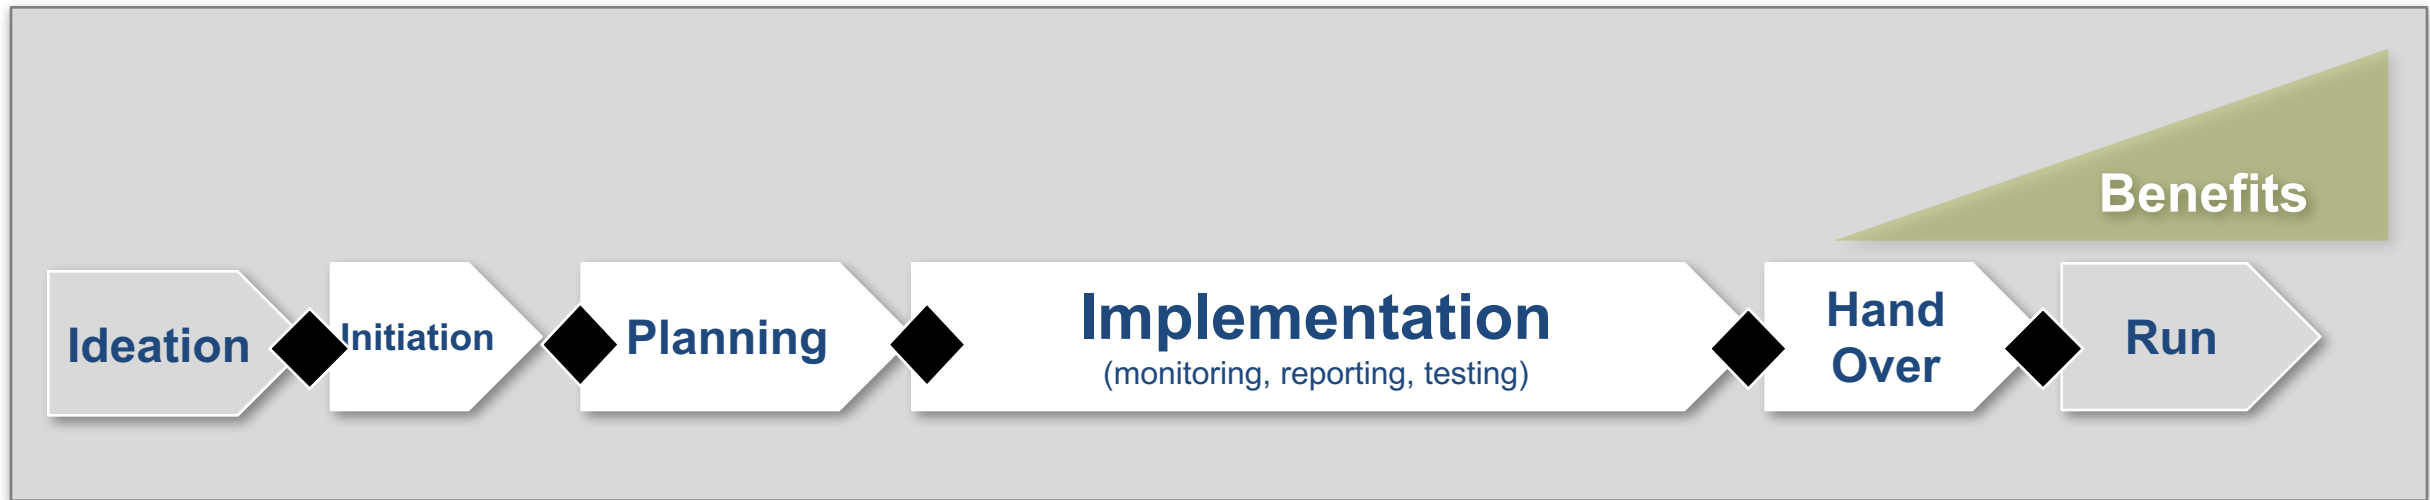 Benefits
Ideation
Initiation
Planning
Implementation
(monitoring, reporting, testing)
Hand
Over
Run